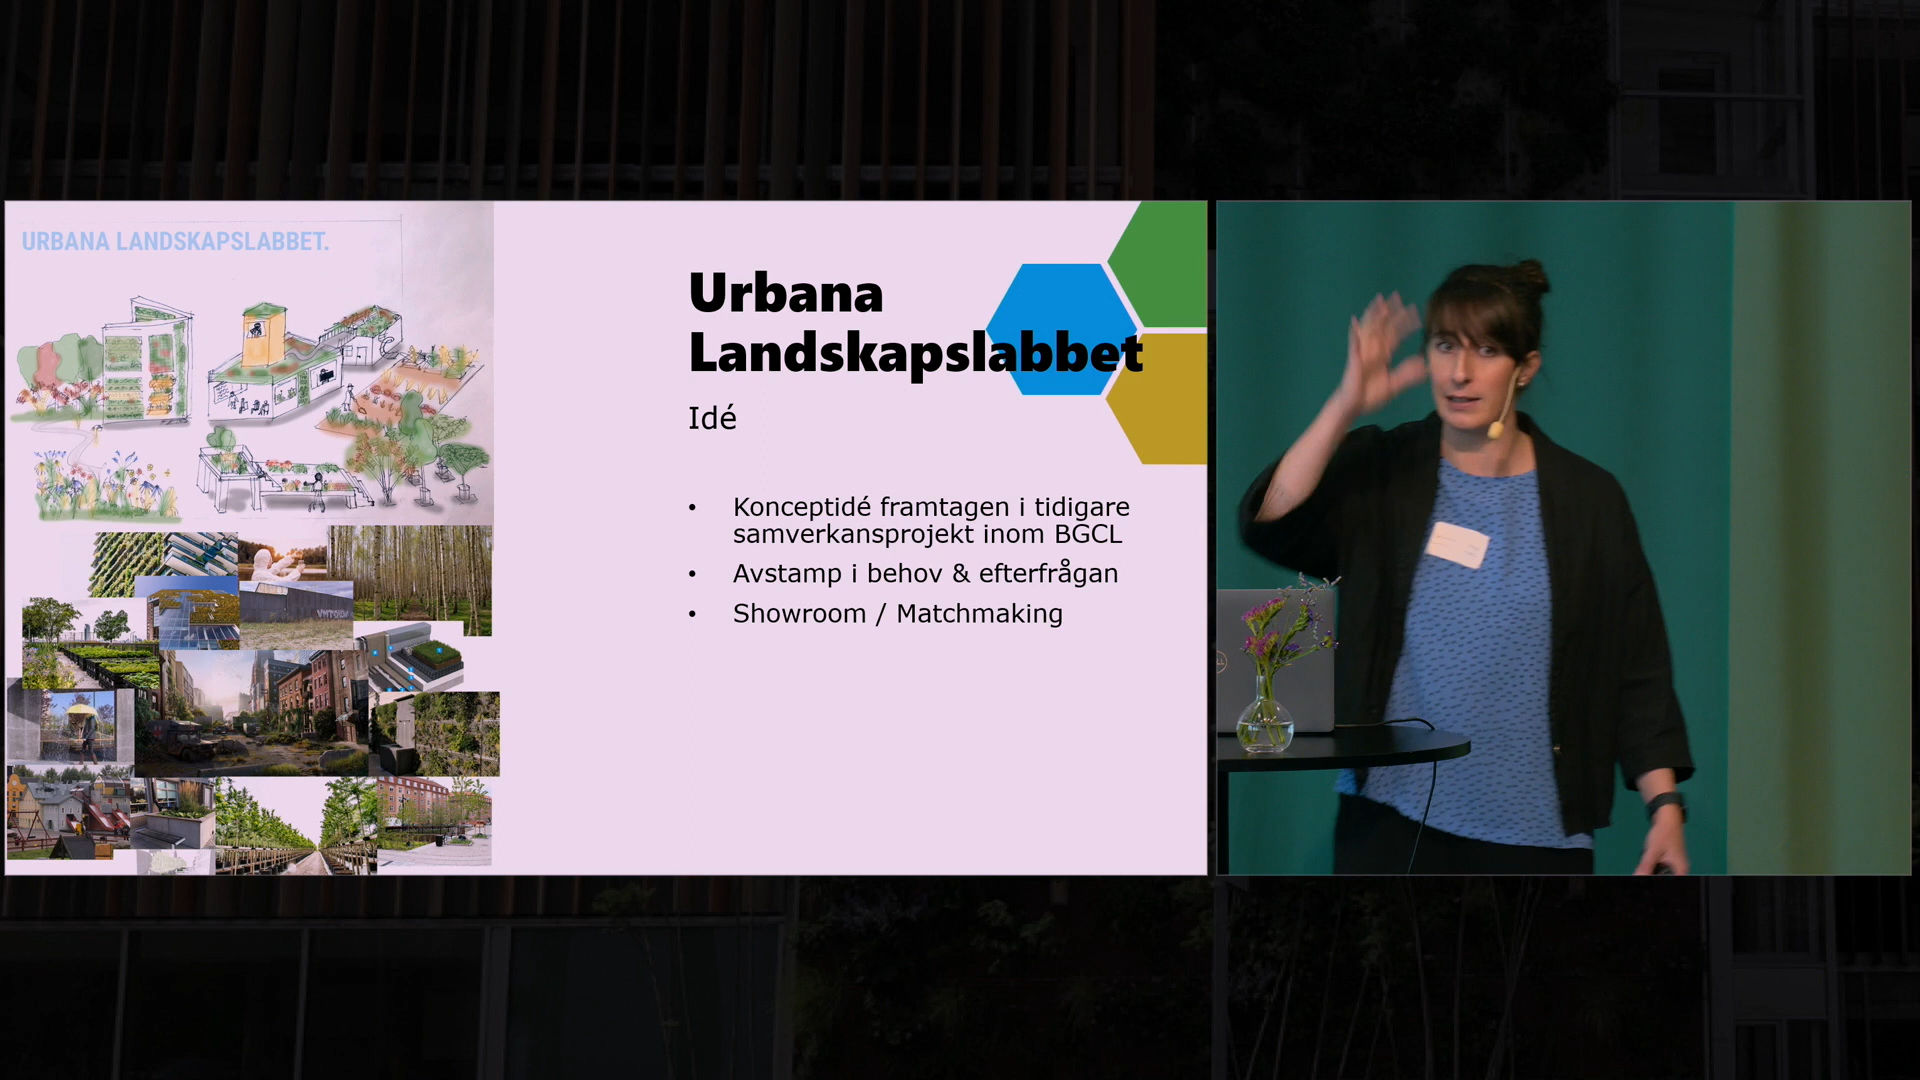 URBANA LANDSKAPSLABBET.
Urbana
Landskapslabbet
Idé
• Konceptidé framtagen i tidigare
samverkansprojekt inom BGCL
• Avstamp i behov & efterfrågan
• Showroom / Matchmaking